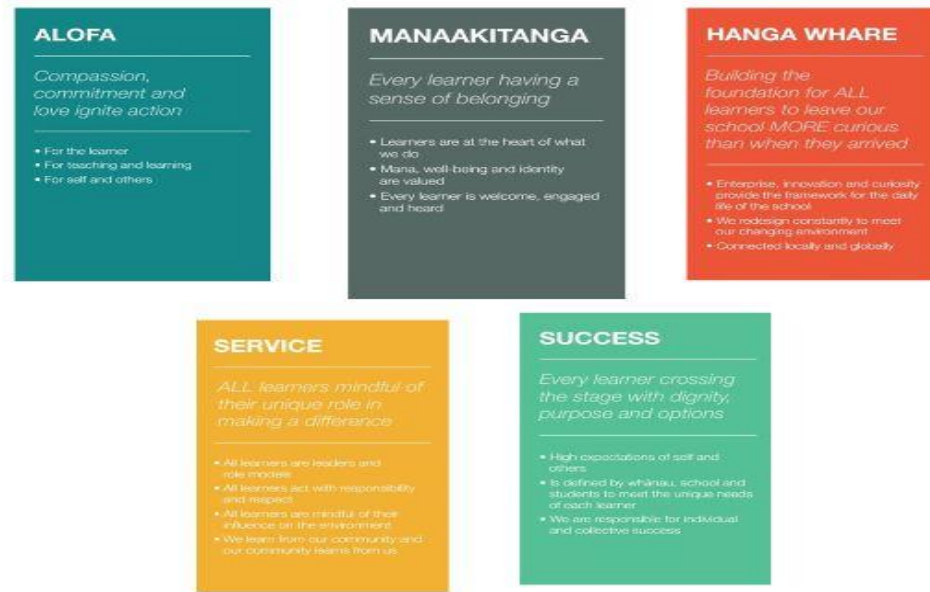 ALOFA
Compassion,
commitment and
love ignite action
• For the learner
• For teaching and learning
• For self and others
MANAAKITANGA
Every learner having a
sense of belonging
• Learners are at the heart of what
we do
• Mana, well-being and identity
are valued
• Every learner is welcome, engaged
and heard
HANGA WHARE
Building the
foundation for ALL
learners to leave our
school MORE curious
than when they arrived
• Enterprise, innovation and curiosity
provide the framework for the daily
life of the school
• We redesign constantly to meet
our changing environment
• Connected locally and globally
SERVICE
ALL learners mindful of
their unique role in
making a difference
• All learners are leaders and
role models
• All learners act with responsibility
and respect
• All learners are mindful of their
influence on the environment
• We learn from our community and
our community learns from us
SUCCESS
Every learner crossing
the stage with dignity,
purpose and options
• High expectations of self and
others
• Is defined by whānau, school and
students to meet the unique needs
of each learner
• We are responsible for individual
and collective success